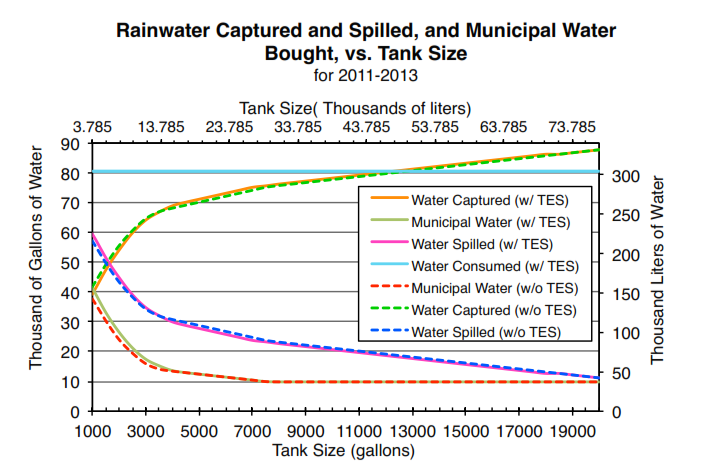 Rainwater Captured and Spilled, and Municipal Water
Bought, vs. Tank Size
for 2011-2013
Tank Size( Thousands of liters)
3.785 13.785 23.785 33.785 43.785 53.785 63.785 73.785
Thousand of Gallons of Water
90
80
70
60
50
40
30
20
10
0
Water Captured (w/ TES)
Municipal Water (w/ TES)
Water Spilled (w/ TES)
Water Consumed (w/ TES)
Municipal Water (w/o TES)
Water Captured (w/o TES)
Water Spilled (w/o TES)
300
250
200
150
100
50
0
Thousand Liters of Water
1000 3000 5000 7000 9000 11000 13000 15000 17000 19000
Tank Size (gallons)